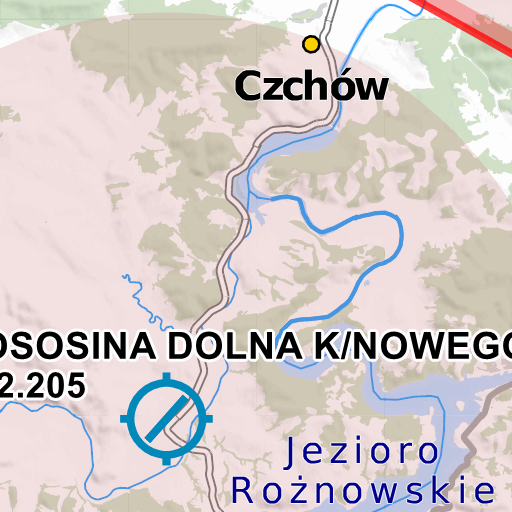 Czchów
OSOSINA DOLNA K/NOWEGO
2.205
Jezioro
Rożnowskie